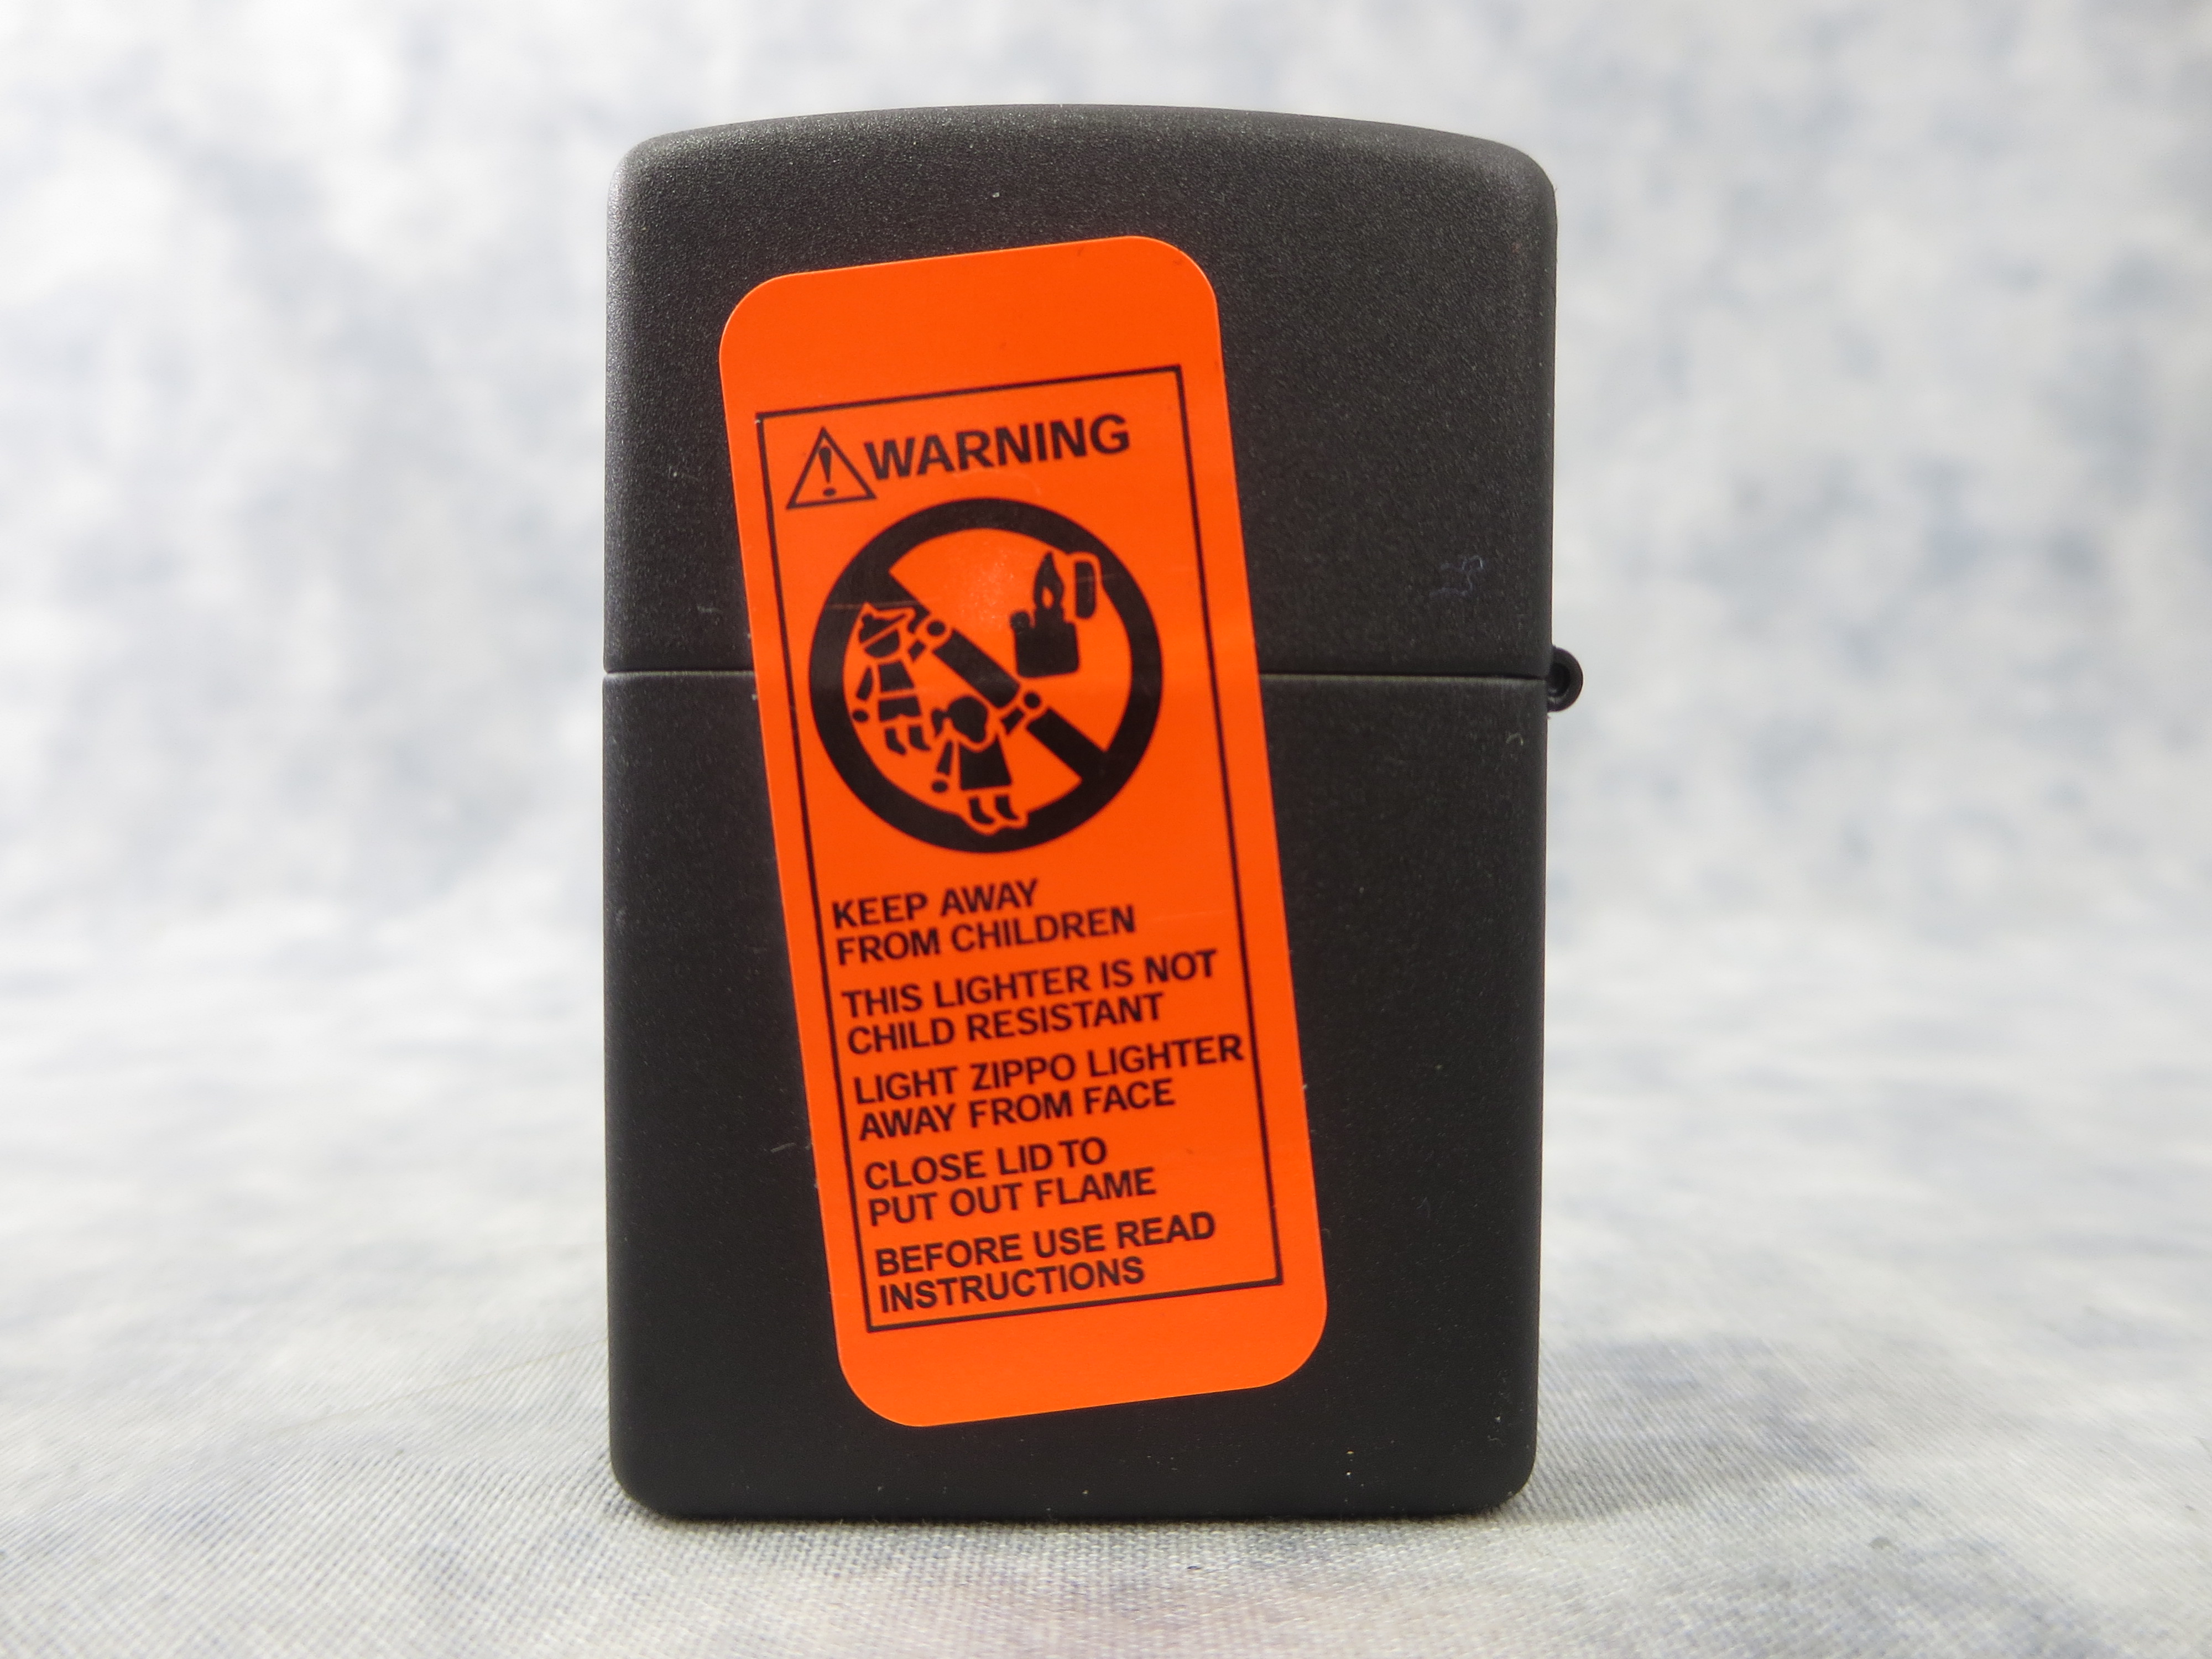 WARNING
KEEP AWAY
FROM CHILDREN
THIS LIGHTER IS NOT
CHILD RESISTANT
LIGHT ZIPPO LIGHTER
AWAY FROM FACE
CLOSE LID TO
PUT OUT FLAME
BEFORE USE READ
INSTRUCTIONS